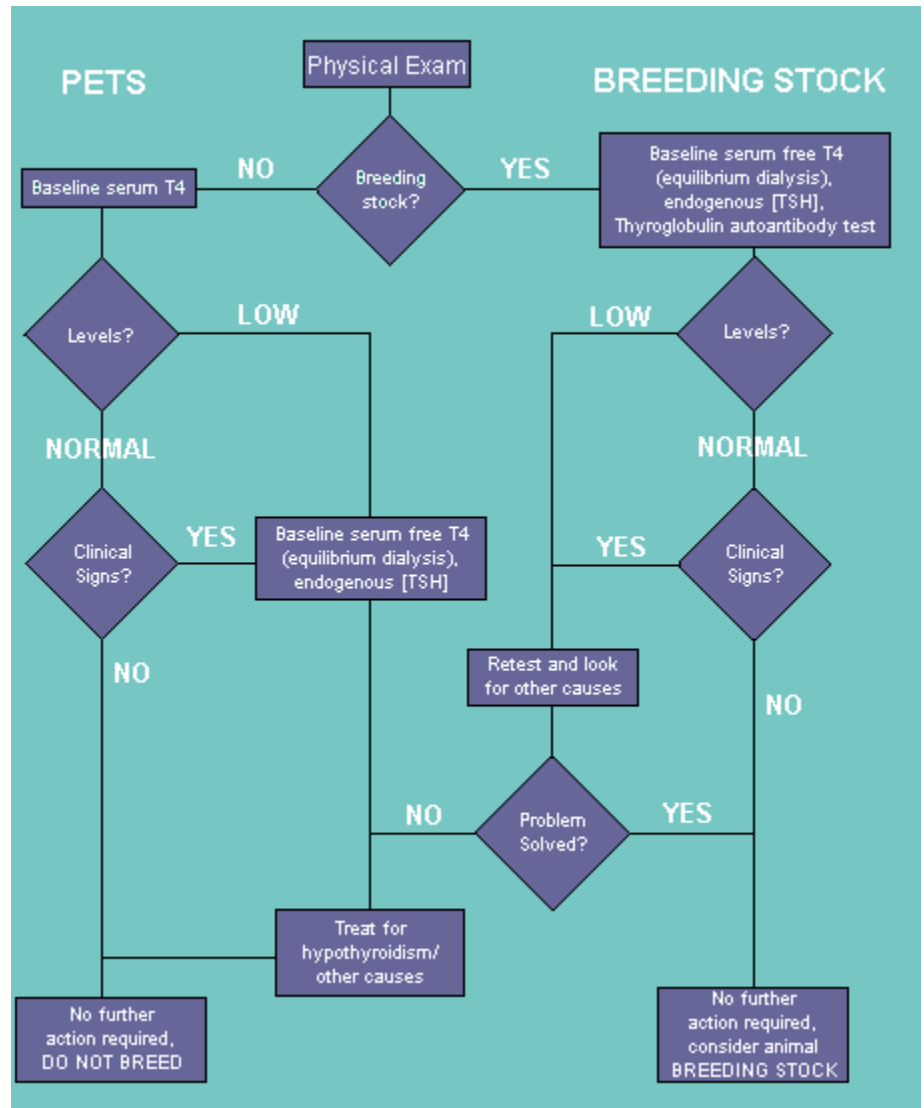 Physical Exam
PETS
BREEDING STOCK
Breeding
stock?
NO
YES
Baseline serum T4
Baseline serum free T4
(equilibrium dialysis),
endogenous [TSH],
Thyroglobulin autoantibody test
Levels?
LOW
LOW
Levels?
NORMAL
NORMAL
Clinical
Signs?
YES
Baseline serum free T4
(equilibrium dialysis),
endogenous [TSH]
YES
Clinical
Signs?
NO
Retest and look
for other causes
NO
NO
Problem
Solved?
YES
Treat for
hypothyroidism/
other causes
No further
action required,
DO NOT BREED
No further
action required,
consider animal
BREEDING STOCK